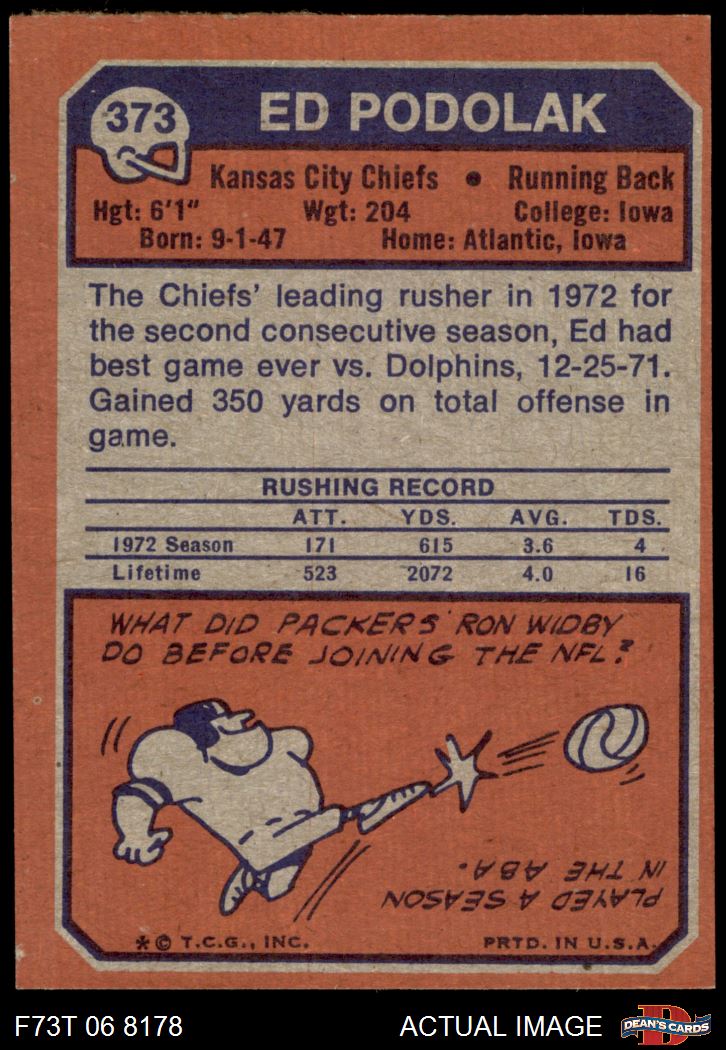 373
ED PODOLAK
Kansas City Chiefs • Running Back
Hgt: 6'1" Wgt: 204 College: Iowa
Born: 9-1-47 Home: Atlantic, Iowa
The Chiefs' leading rusher in 1972 for
the second consecutive season, Ed had
best game ever vs. Dolphins, 12-25-71.
Gained 350 yards on total offense in
game.
RUSHING RECORD
ATT. YDS. AVG. TDS.
1972 Season 171 615 3.6 4
Lifetime 523 2072 4.0 16
WHAT DID PACKERS' RON WIDBY
DO BEFORE JOINING THE NFL?
PLAYED A SEASON
IN THE ABA.
* © T.C.G., INC. PRTD. IN U.S.A.
F73T 06 8178 ACTUAL IMAGE
D
DEAN'S CARDS